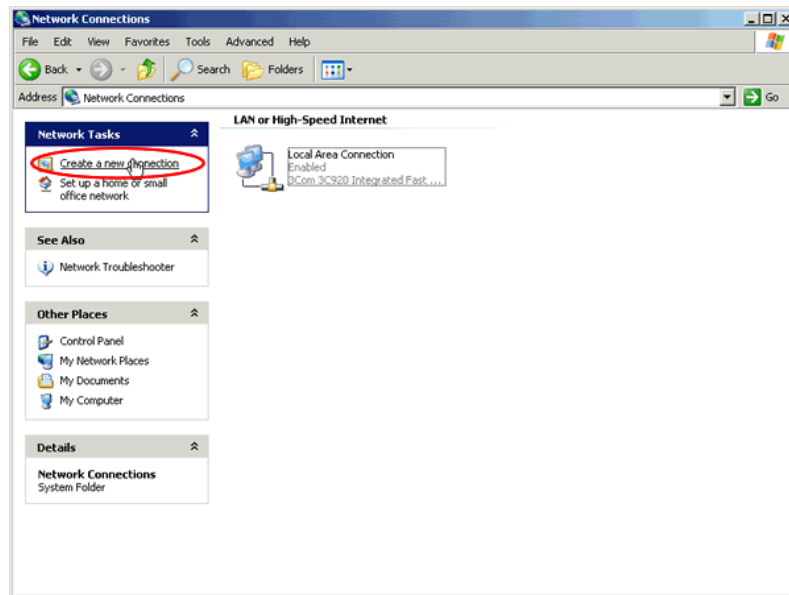 Network Connections
File Edit View Favorites Tools Advanced Help
Back Search Folders
Address Network Connections Go
Network Tasks
Create a new connection
Set up a home or small
office network
See Also
Network Troubleshooter
Other Places
Control Panel
My Network Places
My Documents
My Computer
Details
Network Connections
System Folder
LAN or High-Speed Internet
Local Area Connection
Enabled
3Com 3C920 Integrated Fast ...